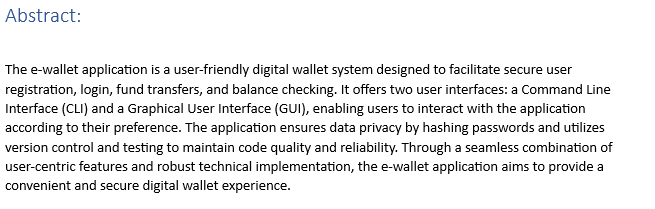 Abstract:
The e-wallet application is a user-friendly digital wallet system designed to facilitate secure user
registration, login, fund transfers, and balance checking. It offers two user interfaces: a Command Line
Interface (CLI) and a Graphical User Interface (GUI), enabling users to interact with the application
according to their preference. The application ensures data privacy by hashing passwords and utilizes
version control and testing to maintain code quality and reliability. Through a seamless combination of
user-centric features and robust technical implementation, the e-wallet application aims to provide a
convenient and secure digital wallet experience.